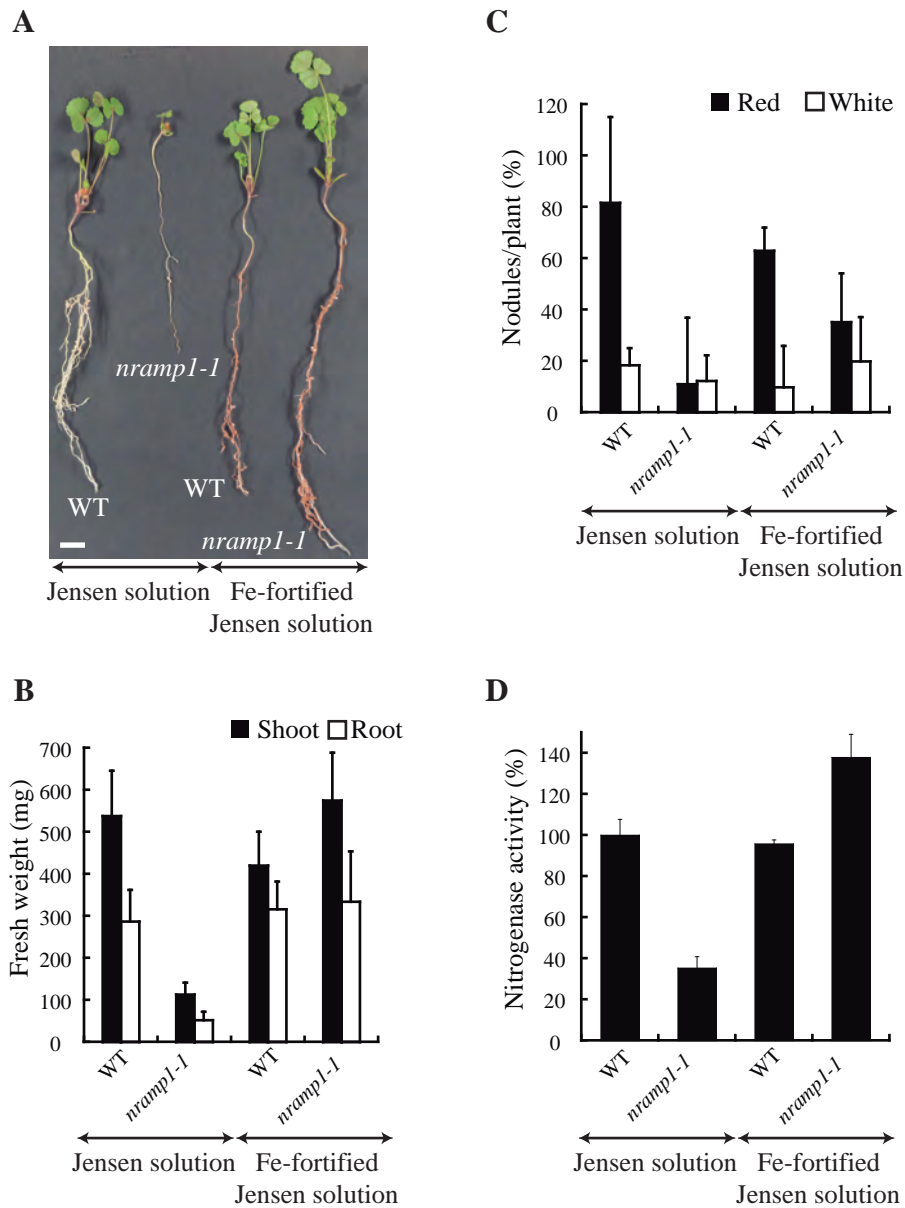 A
nramp1-1
WT
WT
nramp1-1
Jensen solution
Fe-fortified
Jensen solution
B
Shoot Root
700
600
500
400
300
200
100
0
Fresh weight (mg)
WT
nramp1-1
WT
nramp1-1
Jensen solution
Fe-fortified
Jensen solution
C
Red White
120
100
80
60
40
20
0
Nodules/plant (%)
WT
nramp1-1
WT
nramp1-1
Jensen solution
Fe-fortified
Jensen solution
D
140
120
100
80
60
40
20
0
Nitrogenase activity (%)
WT
nramp1-1
WT
nramp1-1
Jensen solution
Fe-fortified
Jensen solution